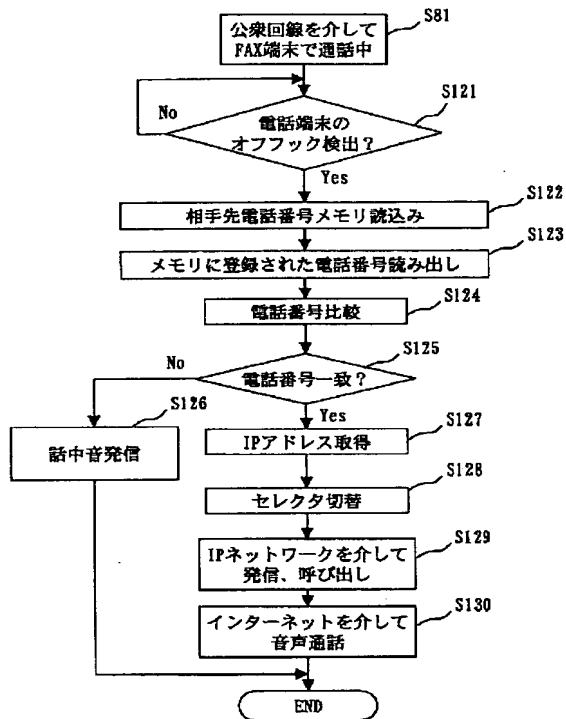 S81
公衆回線を介して
FAX端末で通話中
S121
No
電話端末の
オフフック検出?
Yes
S122
相手先電話番号メモリ読込み
S123
メモリに登録された電話番号読み出し
S124
電話番号比較
S125
No
電話番号一致?
Yes
S126
話中音発信
S127
IPアドレス取得
S128
セレクタ切替
S129
IPネットワークを介して
発信、呼び出し
S130
インターネットを介して
音声通話
END